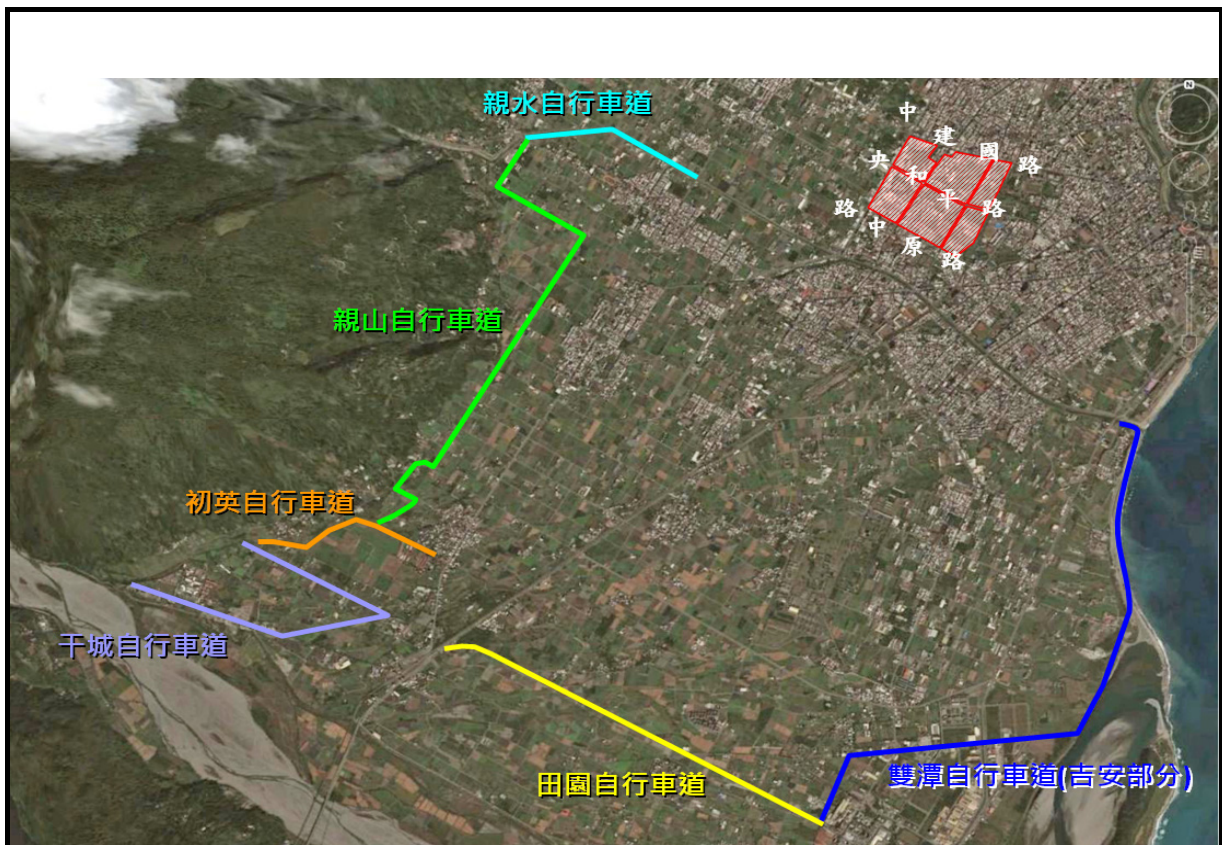 親水自行車道
中央路
建國路
和平路
中原路
親山自行車道
初英自行車道
干城自行車道
田園自行車道
雙潭自行車道(吉安部分)
N